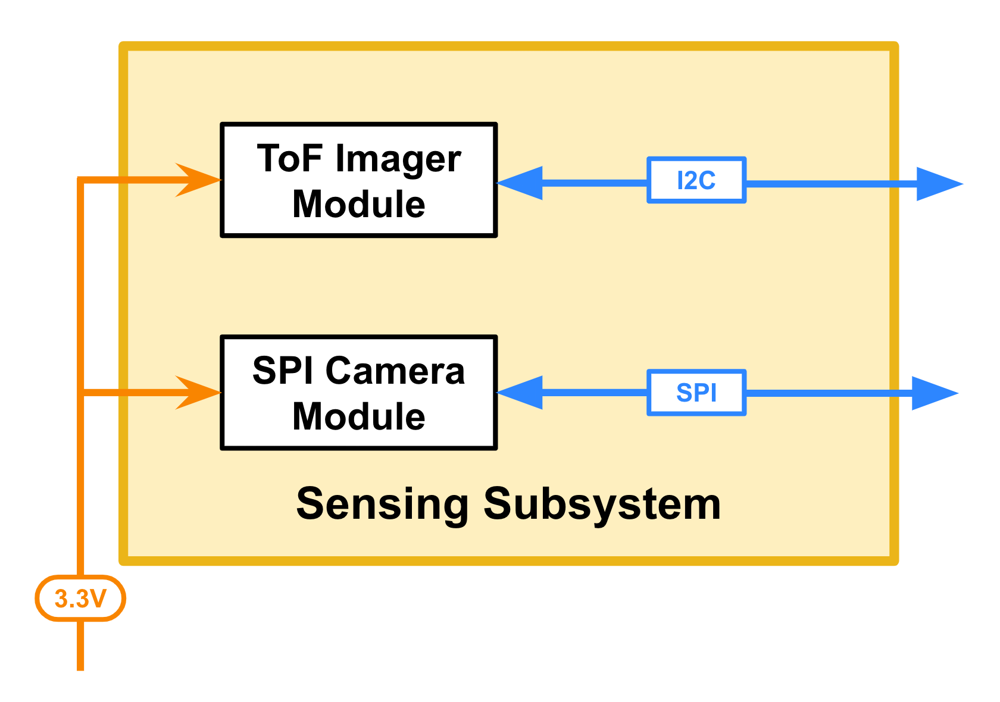 ToF Imager
Module
I2C
SPI Camera
Module
SPI
Sensing Subsystem
3.3V